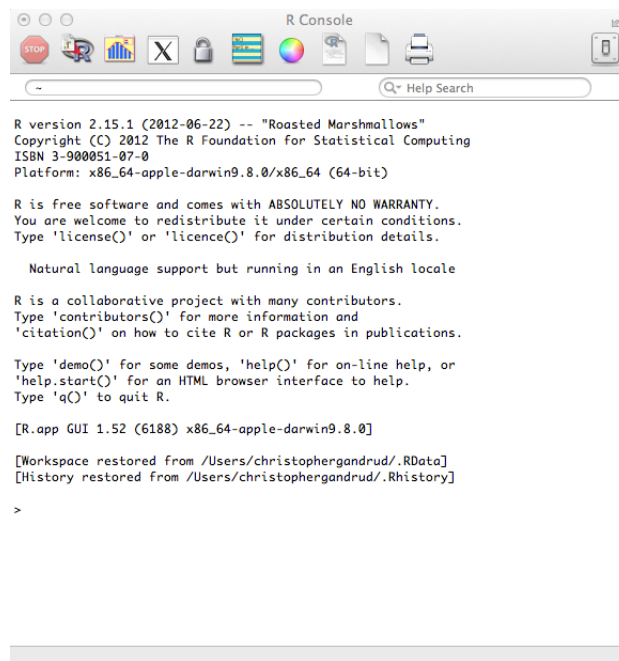 R Console
STOP
R
X
R
~
Help Search
R version 2.15.1 (2012-06-22) -- "Roasted Marshmallows"
Copyright (C) 2012 The R Foundation for Statistical Computing
ISBN 3-900051-07-0
Platform: x86_64-apple-darwin9.8.0/x86_64 (64-bit)
R is free software and comes with ABSOLUTELY NO WARRANTY.
You are welcome to redistribute it under certain conditions.
Type 'license()' or 'licence()' for distribution details.
Natural language support but running in an English locale
R is a collaborative project with many contributors.
Type 'contributors()' for more information and
'citation()' on how to cite R or R packages in publications.
Type 'demo()' for some demos, 'help()' for on-line help, or
'help.start()' for an HTML browser interface to help.
Type 'q()' to quit R.
[R.app GUI 1.52 (6188) x86_64-apple-darwin9.8.0]
[Workspace restored from /Users/christophergandrud/.RData]
[History restored from /Users/christophergandrud/.Rhistory]
>